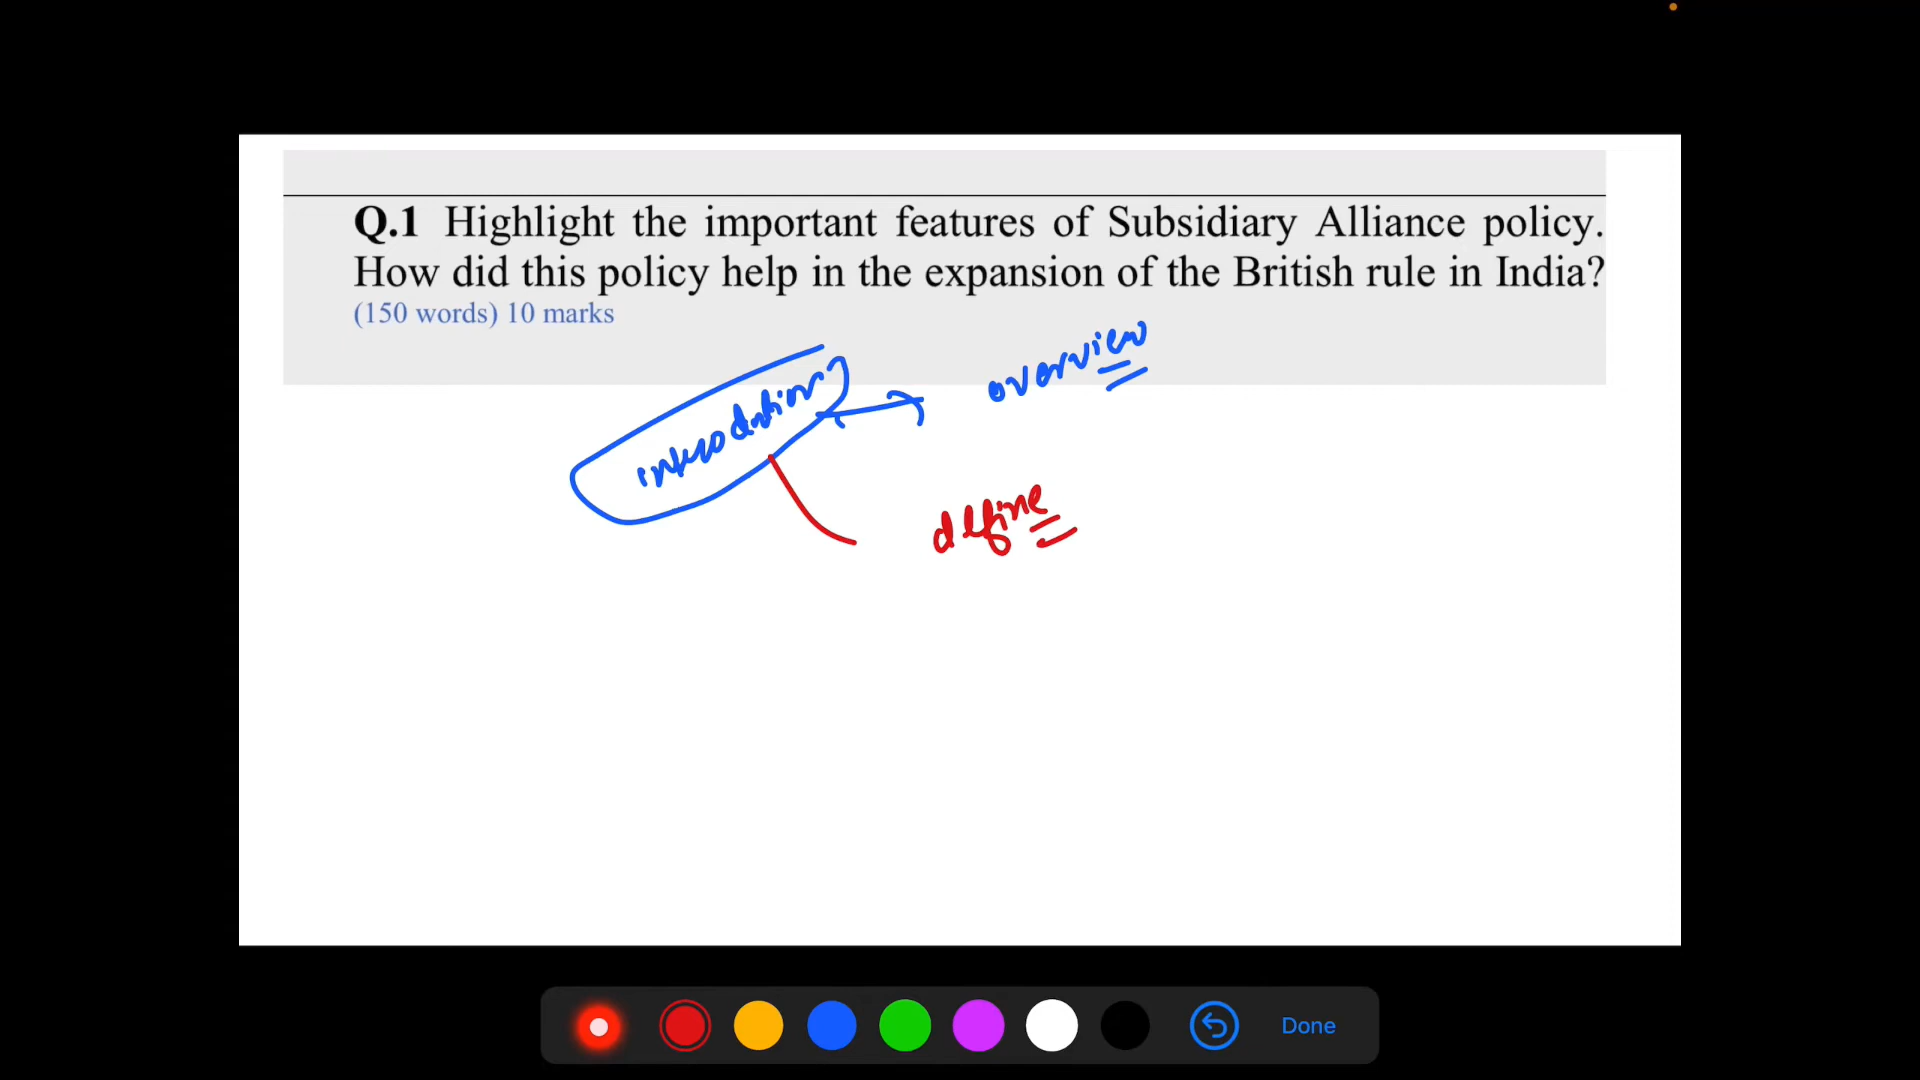 Q.1 Highlight the important features of Subsidiary Alliance policy.
How did this policy help in the expansion of the British rule in India?
(150 words) 10 marks
overview
introduction
define
Done